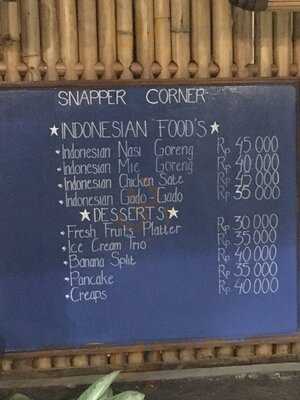 SNAPPER CORNER
★INDONESIAN FOOD'S★
• Indonesian Nasi Goreng Rp 45 000
• Indonesian Mie Goreng Rp 40 000
• Indonesian Chicken Sate Rp 45 000
• Indonesian Gado-Gado Rp 35 000
★DESSERTS★
• Fresh Fruits Platter Rp 30 000
• Ice Cream Trio Rp 35 000
• Banana Split Rp 40 000
• Pancake Rp 35 000
• Creaps Rp 40 000